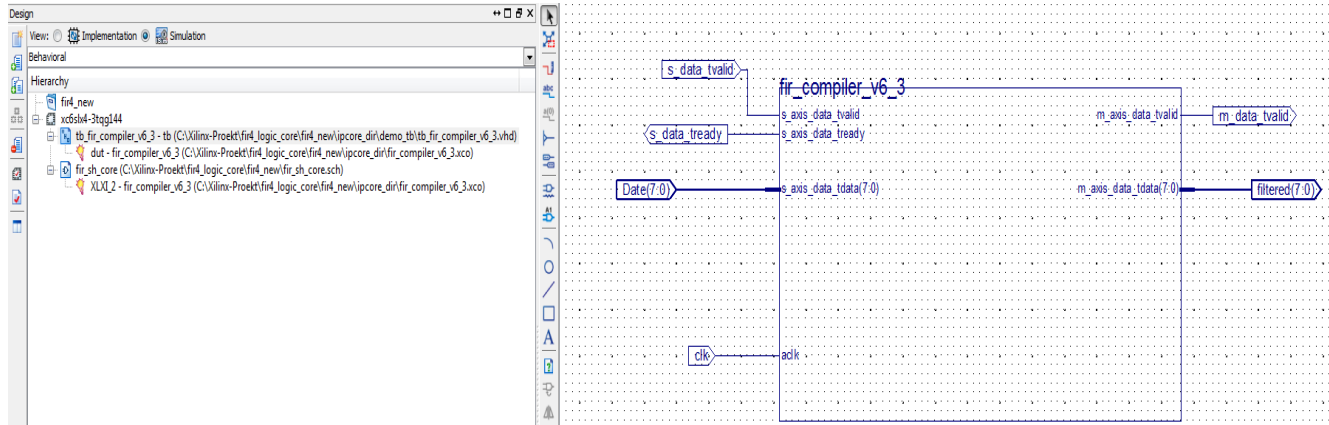 Design
View: Implementation Simulation
Behavioral
Hierarchy
fir4_new
xc6slx4-3tqg144
tb_fir_compiler_v6_3 - tb (C:\Xilinx-Proekt\fir4_logic_core\fir4_new\ipcore_dir\demo_tb\tb_fir_compiler_v6_3.vhd)
dut - fir_compiler_v6_3 (C:\Xilinx-Proekt\fir4_logic_core\fir4_new\ipcore_dir\fir_compiler_v6_3.xco)
fir_sh_core (C:\Xilinx-Proekt\fir4_logic_core\fir4_new\fir_sh_core.sch)
XLXI_2 - fir_compiler_v6_3 (C:\Xilinx-Proekt\fir4_logic_core\fir4_new\ipcore_dir\fir_compiler_v6_3.xco)
abc
A
s_data_tvalid
fir_compiler_v6_3
s_axis_data_tvalid
m_axis_data_tvalid
m_data_tvalid
s_data_tready
s_axis_data_tready
Date(7:0)
s_axis_data_tdata(7:0)
m_axis_data_tdata(7:0)
filtered(7:0)
clk
aclk